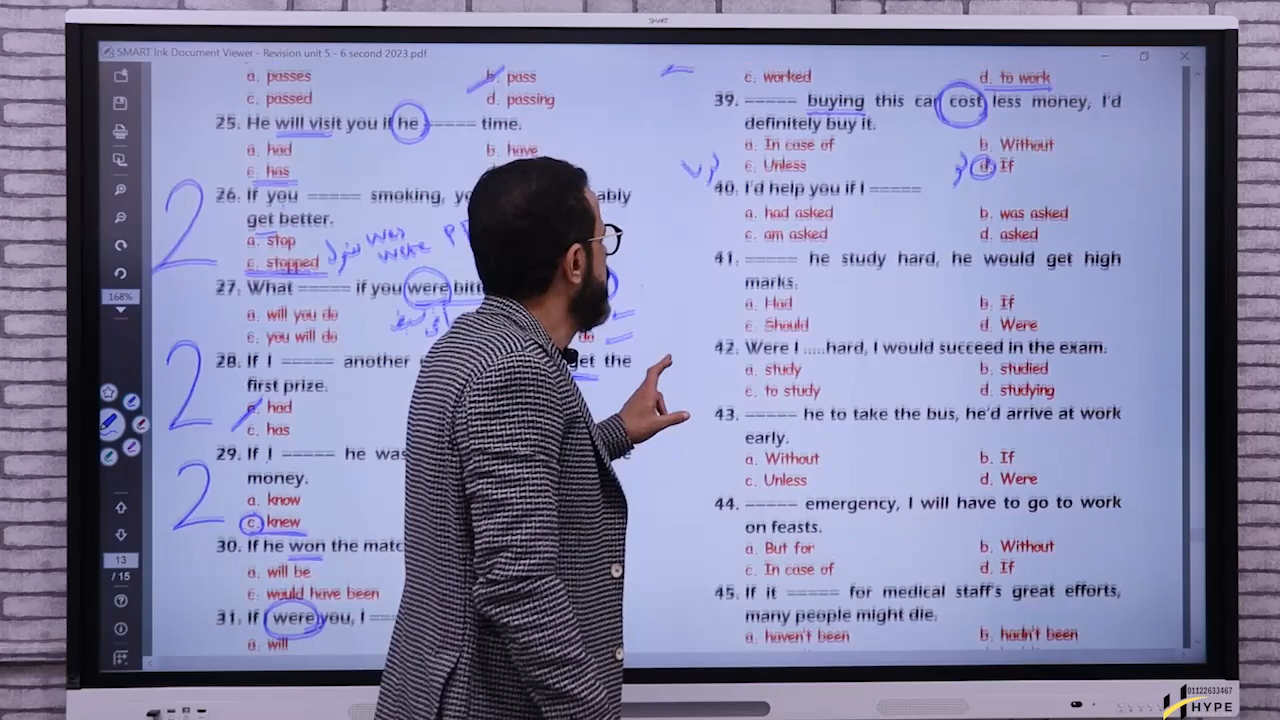 SMART
SMART Ink Document Viewer - Revision unit 5 - 6 second 2023.pdf
a. passes
b. pass
c. passed
d. passing
25. He will visit you if he ----- time.
a. had
b. have
c. has
26. If you ----- smoking, ably
get better.
a. stop
c. stopped
was
were
2
27. What ----- if you were
a. will you do
c. you will do
do
28. If I ----- another get the
first prize.
a. had
c. has
2
29. If I ----- he was
money.
a. know
c. knew
2
30. If he won the matc
a. will be
c. would have been
31. If I were you, I
a. will
168%
13
/ 15
c. worked
d. to work
39. ----- buying this car cost less money, I'd
definitely buy it.
a. In case of
b. Without
c. Unless
d. If
40. I'd help you if I -----
a. had asked
b. was asked
c. am asked
d. asked
41. ----- he study hard, he would get high
marks.
a. Had
b. If
c. Should
d. Were
42. Were I .....hard, I would succeed in the exam.
a. study
b. studied
c. to study
d. studying
43. ----- he to take the bus, he'd arrive at work
early.
a. Without
b. If
c. Unless
d. Were
44. ----- emergency, I will have to go to work
on feasts.
a. But for
b. Without
c. In case of
d. If
45. If it ----- for medical staff's great efforts,
many people might die.
a. haven't been
b. hadn't been
01122633467
HYPE